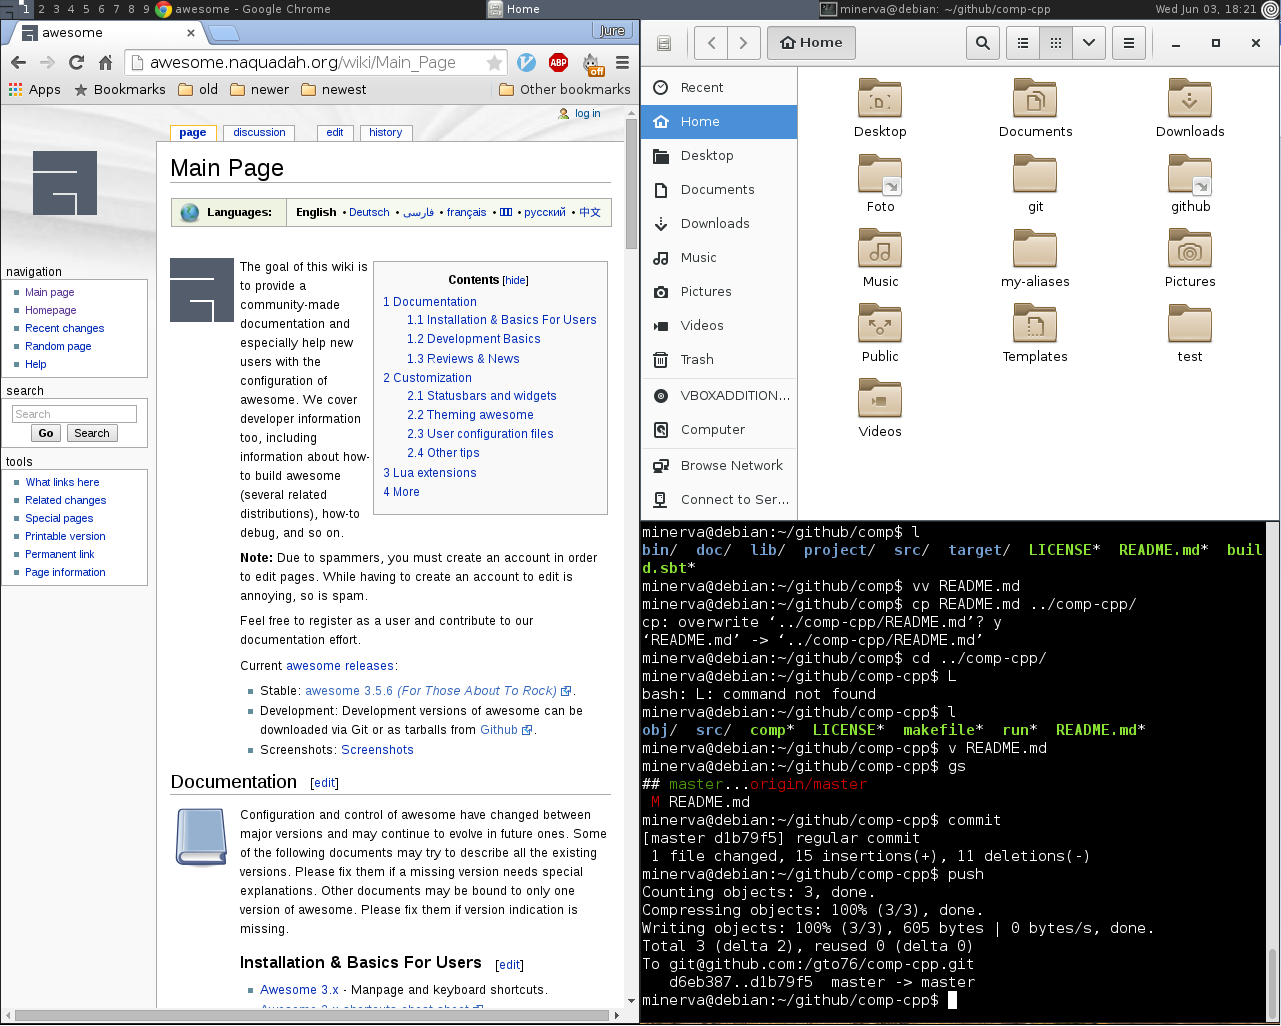 1 2 3 4 5 6 7 8 9 awesome - Google Chrome
Home
minerva@debian: ~/github/comp-cpp
Wed Jun 03, 18:21
awesome
Jure
awesome.naquadah.org/wiki/Main_Page
ABP
off
Apps Bookmarks old newer newest Other bookmarks
log in
page discussion edit history
Main Page
Languages: English • Deutsch • فارسی • français • • русский • 中文
navigation
Main page
Homepage
Recent changes
Random page
Help
search
Search
Go Search
tools
What links here
Related changes
Special pages
Printable version
Permanent link
Page information
The goal of this wiki is
to provide a
community-made
documentation and
especially help new
users with the
configuration of
awesome. We cover
developer information
too, including
information about how-
to build awesome
(several related
distributions), how-to
debug, and so on.
Contents [hide]
1 Documentation
1.1 Installation & Basics For Users
1.2 Development Basics
1.3 Reviews & News
2 Customization
2.1 Statusbars and widgets
2.2 Theming awesome
2.3 User configuration files
2.4 Other tips
3 Lua extensions
4 More
Note: Due to spammers, you must create an account in order
to edit pages. While having to create an account to edit is
annoying, so is spam.
Feel free to register as a user and contribute to our
documentation effort.
Current awesome releases:
Stable: awesome 3.5.6 (For Those About To Rock).
Development: Development versions of awesome can be
downloaded via Git or as tarballs from Github.
Screenshots: Screenshots
Documentation [edit]
Configuration and control of awesome have changed between
major versions and may continue to evolve in future ones. Some
of the following documents may try to describe all the existing
versions. Please fix them if a missing version needs special
explanations. Other documents may be bound to only one
version of awesome. Please fix them if version indication is
missing.
Installation & Basics For Users [edit]
Awesome 3.x - Manpage and keyboard shortcuts.
Home
Recent
Home
Desktop
Documents
Downloads
Music
Pictures
Videos
Trash
VBOXADDITION...
Computer
Browse Network
Connect to Ser...
Desktop Documents Downloads
Foto git github
Music my-aliases Pictures
Public Templates test
Videos
minerva@debian:~/github/comp$ l
bin/ doc/ lib/ project/ src/ target/ LICENSE* README.md* buil
d.sbt*
minerva@debian:~/github/comp$ vv README.md
minerva@debian:~/github/comp$ cp README.md ../comp-cpp/
cp: overwrite ‘../comp-cpp/README.md’? y
‘README.md’ -> ‘../comp-cpp/README.md’
minerva@debian:~/github/comp$ cd ../comp-cpp/
minerva@debian:~/github/comp-cpp$ L
bash: L: command not found
minerva@debian:~/github/comp-cpp$ l
obj/ src/ comp* LICENSE* makefile* run* README.md*
minerva@debian:~/github/comp-cpp$ v README.md
minerva@debian:~/github/comp-cpp$ gs
## master...origin/master
M README.md
minerva@debian:~/github/comp-cpp$ commit
[master d1b79f5] regular commit
1 file changed, 15 insertions(+), 11 deletions(-)
minerva@debian:~/github/comp-cpp$ push
Counting objects: 3, done.
Compressing objects: 100% (3/3), done.
Writing objects: 100% (3/3), 605 bytes | 0 bytes/s, done.
Total 3 (delta 2), reused 0 (delta 0)
To git@github.com:/gto76/comp-cpp.git
d6eb387..d1b79f5 master -> master
minerva@debian:~/github/comp-cpp$